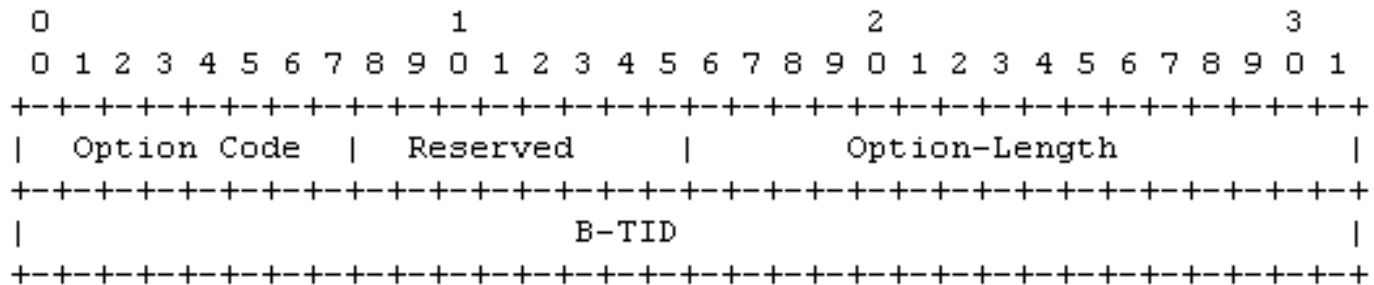 0                   1                   2                   3
 0 1 2 3 4 5 6 7 8 9 0 1 2 3 4 5 6 7 8 9 0 1 2 3 4 5 6 7 8 9 0 1
+-+-+-+-+-+-+-+-+-+-+-+-+-+-+-+-+-+-+-+-+-+-+-+-+-+-+-+-+-+-+-+-+
|  Option Code  |  Reserved     |       Option-Length           |
+-+-+-+-+-+-+-+-+-+-+-+-+-+-+-+-+-+-+-+-+-+-+-+-+-+-+-+-+-+-+-+-+
|                          B-TID                                |
+-+-+-+-+-+-+-+-+-+-+-+-+-+-+-+-+-+-+-+-+-+-+-+-+-+-+-+-+-+-+-+-+